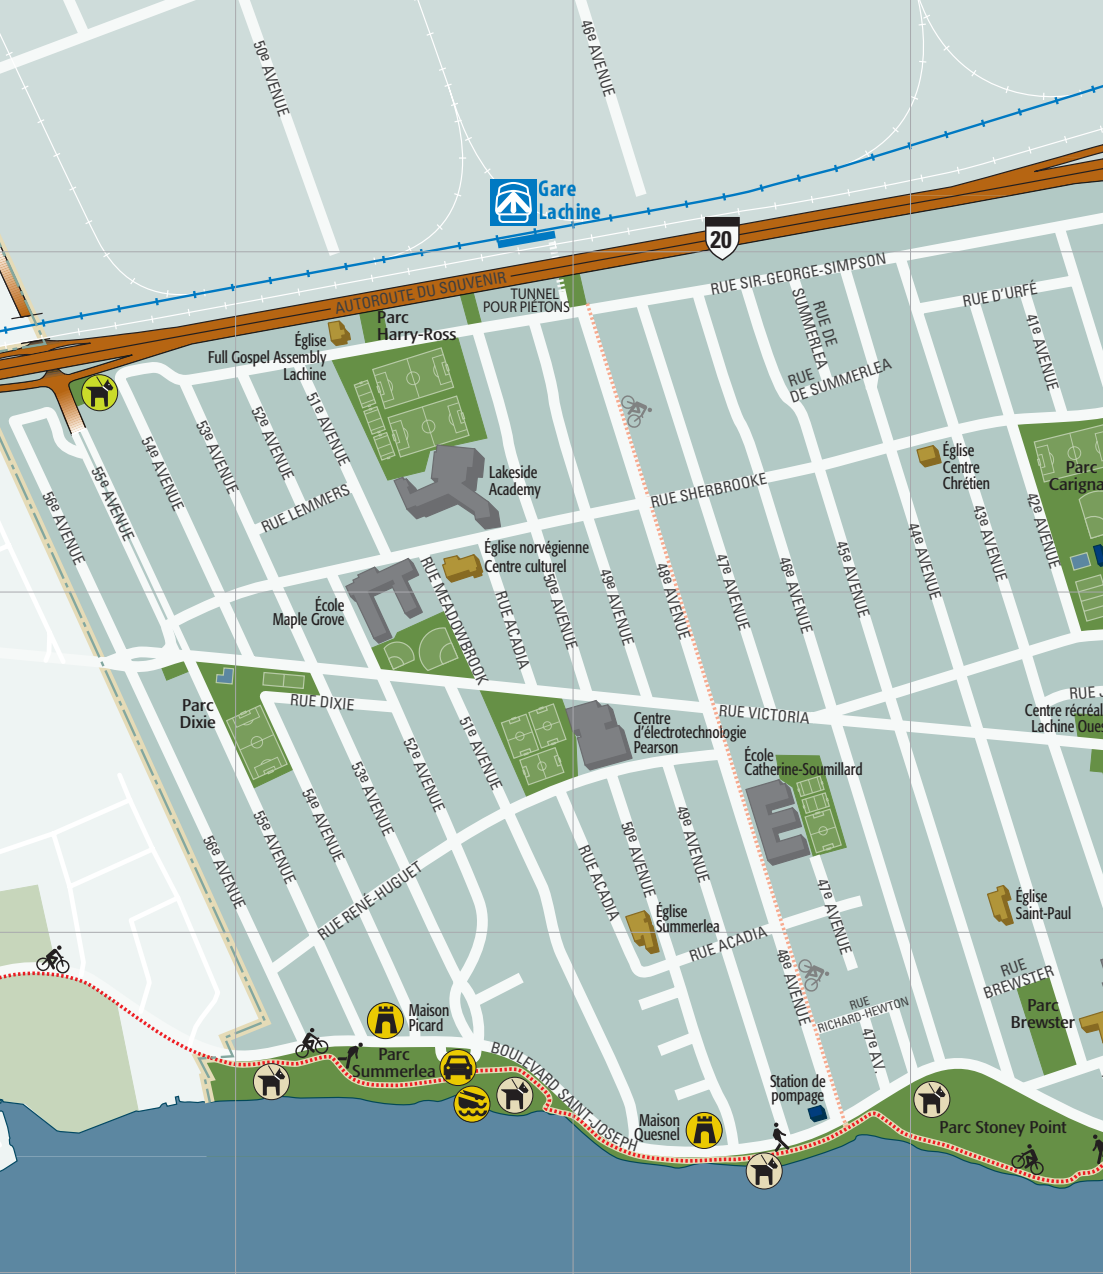 50e AVENUE
46e AVENUE
Gare
Lachine
20
AUTOROUTE DU SOUVENIR
RUE SIR-GEORGE-SIMPSON
TUNNEL
POUR PIÉTONS
RUE D'URFÉ
Parc
Harry-Ross
Église
Full Gospel Assembly
Lachine
RUE DE
SUMMERLEA
41e AVENUE
RUE
DE SUMMERLEA
51e AVENUE
52e AVENUE
53e AVENUE
54e AVENUE
55e AVENUE
56e AVENUE
RUE LEMMERS
Lakeside
Academy
RUE SHERBROOKE
Église
Centre
Chrétien
Parc
Carigna
42e AVENUE
43e AVENUE
44e AVENUE
45e AVENUE
46e AVENUE
47e AVENUE
48e AVENUE
49e AVENUE
50e AVENUE
Église norvégienne
Centre culturel
RUE MEADOWBROOK
RUE ACADIA
École
Maple Grove
RUE DIXIE
Parc
Dixie
RUE VICTORIA
RUE J
Centre récréa
Lachine Oues
Centre
d'électrotechnologie
Pearson
École
Catherine-Soumillard
51e AVENUE
52e AVENUE
53e AVENUE
54e AVENUE
55e AVENUE
56e AVENUE
RUE RENÉ-HUGUET
RUE ACADIA
50e AVENUE
49e AVENUE
47e AVENUE
Église
Summerlea
RUE ACADIA
Église
Saint-Paul
48e AVENUE
RUE
BREWSTER
Parc
Brewster
RUE
RICHARD-HEWTON
47e AV.
Maison
Picard
Parc
Summerlea
BOULEVARD SAINT-JOSEPH
Station de
pompage
Maison
Quesnel
Parc Stoney Point